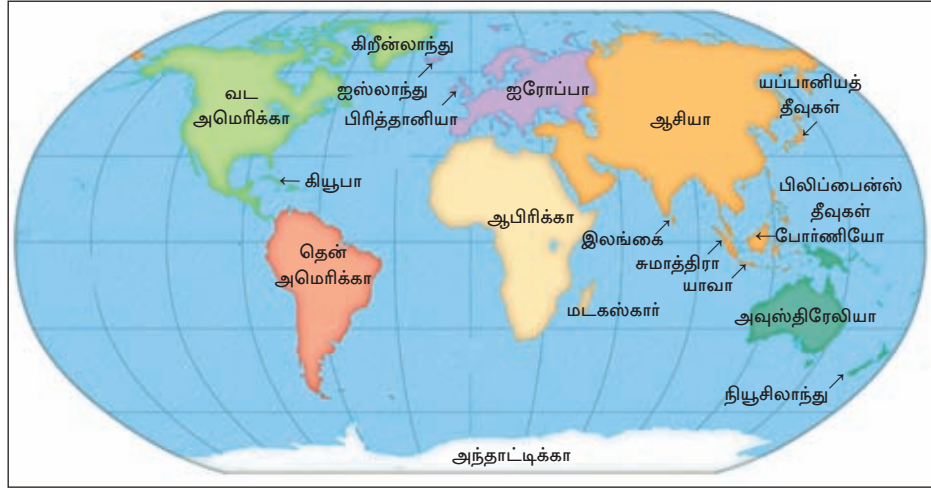 கிறீன்லாந்து
வட
அமெரிக்கா
ஐஸ்லாந்து
பிரித்தானியா
ஐரோப்பா
ஆசியா
யப்பானியத்
தீவுகள்
கியூபா
ஆபிரிக்கா
பிலிப்பைன்ஸ்
தீவுகள்
இலங்கை
போர்ணியோ
சுமாத்திரா
யாவா
தென்
அமெரிக்கா
மடகஸ்கார்
அவுஸ்திரேலியா
நியூசிலாந்து
அந்தாட்டிக்கா